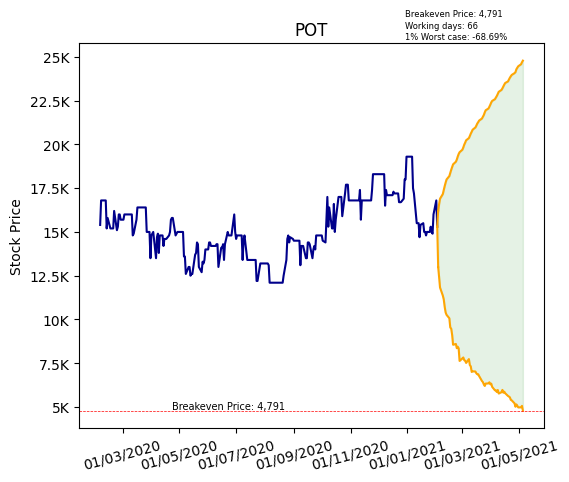 Breakeven Price: 4,791
Working days: 66
1% Worst case: -68.69%
POT
Stock Price
25K
22.5K
20K
17.5K
15K
12.5K
10K
7.5K
5K
Breakeven Price: 4,791
01/03/2020
01/05/2020
01/07/2020
01/09/2020
01/11/2020
01/01/2021
01/03/2021
01/05/2021